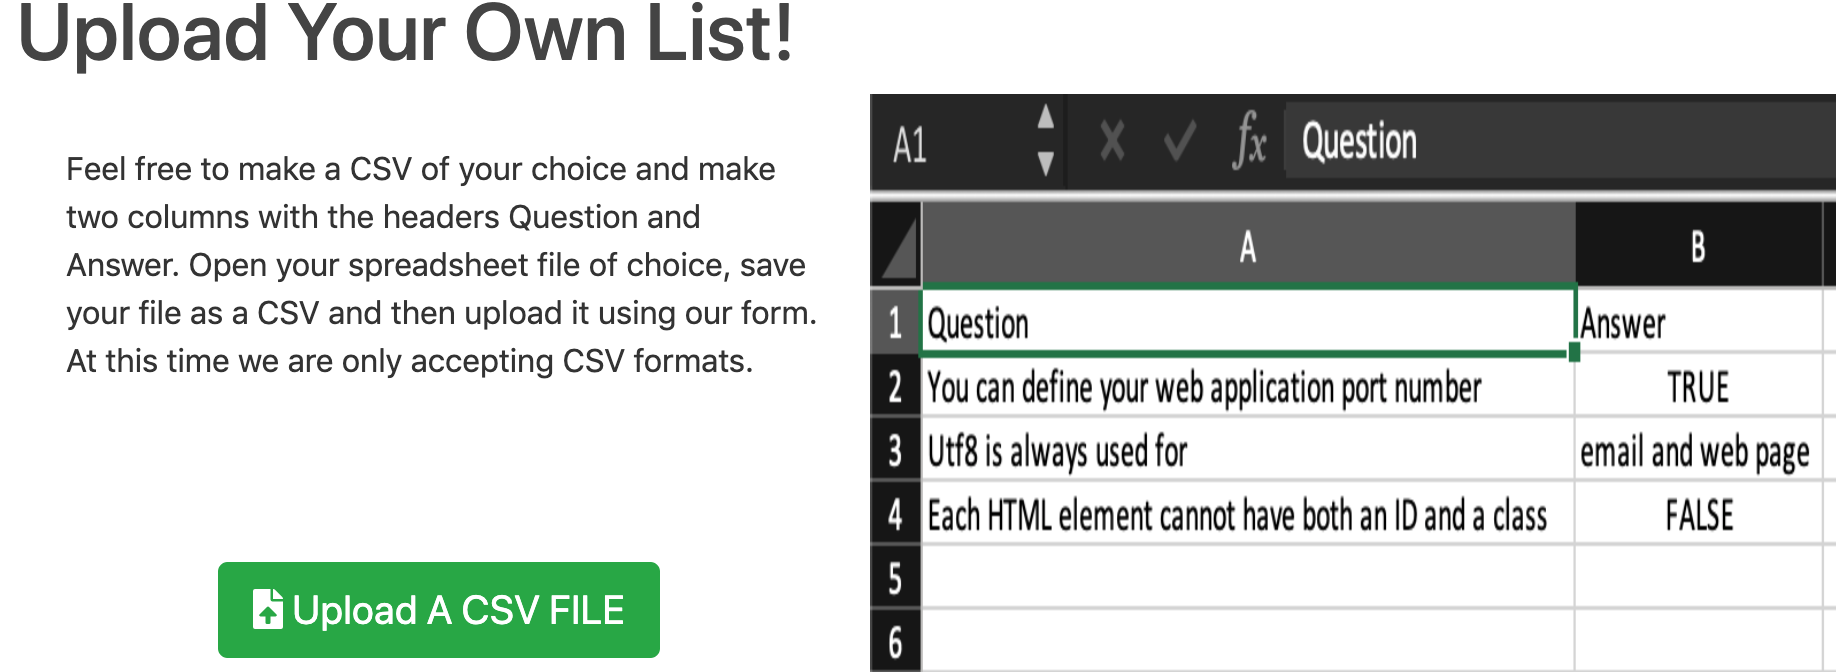 Upload Your Own List!
Feel free to make a CSV of your choice and make
two columns with the headers Question and
Answer. Open your spreadsheet file of choice, save
your file as a CSV and then upload it using our form.
At this time we are only accepting CSV formats.
Upload A CSV FILE
A1 fx Question
A B
1 Question Answer
2 You can define your web application port number TRUE
3 Utf8 is always used for email and web page
4 Each HTML element cannot have both an ID and a class FALSE
5
6